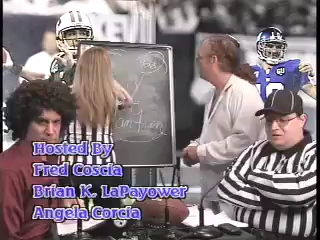 Hosted By
Fred Coscia
Brian K. LaPayower
Angela Corcia